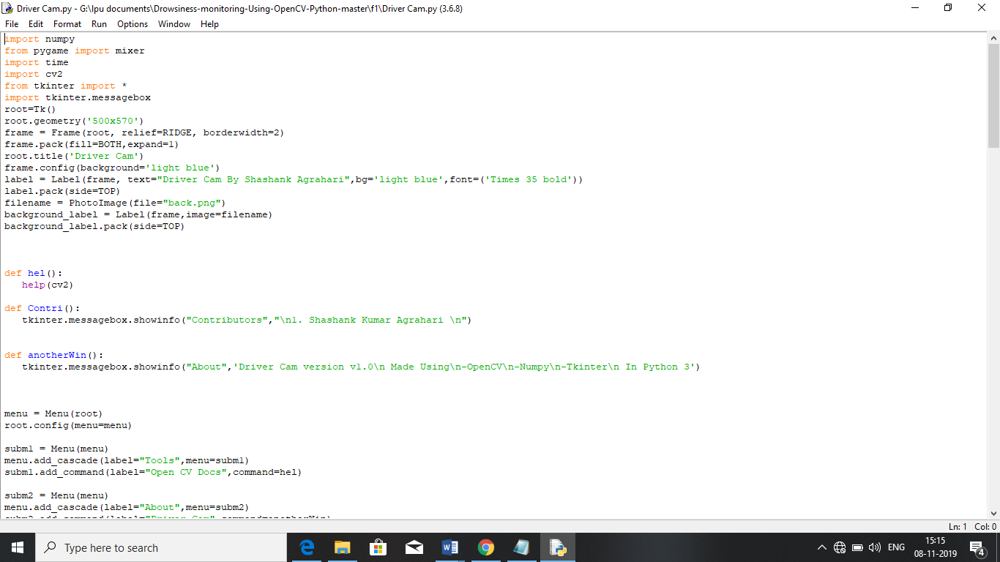 Driver Cam.py - G:\lpu documents\Drowsiness-monitoring-Using-OpenCV-Python-master\f1\Driver Cam.py (3.6.8)
File Edit Format Run Options Window Help
import numpy
from pygame import mixer
import time
import cv2
from tkinter import *
import tkinter.messagebox
root=Tk()
root.geometry('500x570')
frame = Frame(root, relief=RIDGE, borderwidth=2)
frame.pack(fill=BOTH,expand=1)
root.title('Driver Cam')
frame.config(background='light blue')
label = Label(frame, text="Driver Cam By Shashank Agrahari",bg='light blue',font=('Times 35 bold'))
label.pack(side=TOP)
filename = PhotoImage(file="back.png")
background_label = Label(frame,image=filename)
background_label.pack(side=TOP)
def hel():
   help(cv2)
def Contri():
   tkinter.messagebox.showinfo("Contributors","\n1. Shashank Kumar Agrahari \n")
def anotherWin():
   tkinter.messagebox.showinfo("About",'Driver Cam version v1.0\n Made Using\n-OpenCV\n-Numpy\n-Tkinter\n In Python 3')
menu = Menu(root)
root.config(menu=menu)
subm1 = Menu(menu)
menu.add_cascade(label="Tools",menu=subm1)
subm1.add_command(label="Open CV Docs",command=hel)
subm2 = Menu(menu)
menu.add_cascade(label="About",menu=subm2)
subm2.add_command(label="Driver Cam",command=anotherWin)
Ln: 1 Col: 0
Type here to search
ENG
15:15
08-11-2019
4